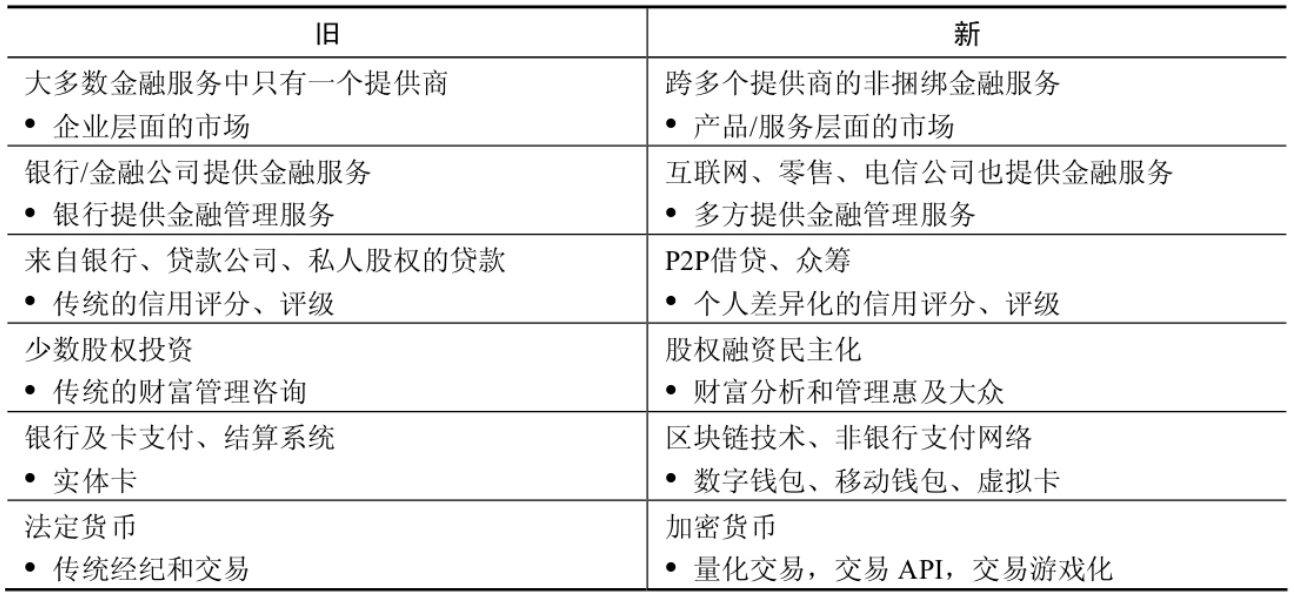 旧
新
大多数金融服务中只有一个提供商
• 企业层面的市场
跨多个提供商的非捆绑金融服务
• 产品/服务层面的市场
银行/金融公司提供金融服务
• 银行提供金融管理服务
互联网、零售、电信公司也提供金融服务
• 多方提供金融管理服务
来自银行、贷款公司、私人股权的贷款
• 传统的信用评分、评级
P2P借贷、众筹
• 个人差异化的信用评分、评级
少数股权投资
• 传统的财富管理咨询
股权融资民主化
• 财富分析和管理惠及大众
银行及卡支付、结算系统
• 实体卡
区块链技术、非银行支付网络
• 数字钱包、移动钱包、虚拟卡
法定货币
• 传统经纪和交易
加密货币
• 量化交易，交易 API，交易游戏化